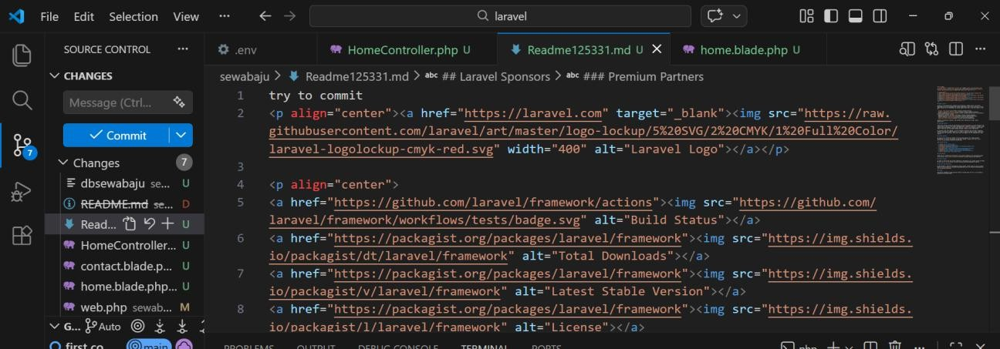 File Edit Selection View ··· laravel
SOURCE CONTROL ···
.env
HomeController.php U
Readme125331.md U
home.blade.php U
···
CHANGES
sewabaju > Readme125331.md > abc ## Laravel Sponsors > abc ### Premium Partners
Message (Ctrl...
Commit
Changes 7
7
dbsewabaju se... U
README.md se... D
Read... U
HomeController... U
contact.blade.p... U
home.blade.php... U
web.php sewab... M
G... Auto
first co main
1 try to commit
2 <p align="center"><a href="https://laravel.com" target="_blank"><img src="https://raw.
githubusercontent.com/laravel/art/master/logo-lockup/5%20SVG/2%20CMYK/1%20Full%20Color/
laravel-logolockup-cmyk-red.svg" width="400" alt="Laravel Logo"></a></p>
3
4 <p align="center">
5 <a href="https://github.com/laravel/framework/actions"><img src="https://github.com/
laravel/framework/workflows/tests/badge.svg" alt="Build Status"></a>
6 <a href="https://packagist.org/packages/laravel/framework"><img src="https://img.shields.
io/packagist/dt/laravel/framework" alt="Total Downloads"></a>
7 <a href="https://packagist.org/packages/laravel/framework"><img src="https://img.shields.
io/packagist/v/laravel/framework" alt="Latest Stable Version"></a>
8 <a href="https://packagist.org/packages/laravel/framework"><img src="https://img.shields.
io/packagist/l/laravel/framework" alt="License"></a>
PROBLEMS OUTPUT DEBUG CONSOLE TERMINAL PORTS php